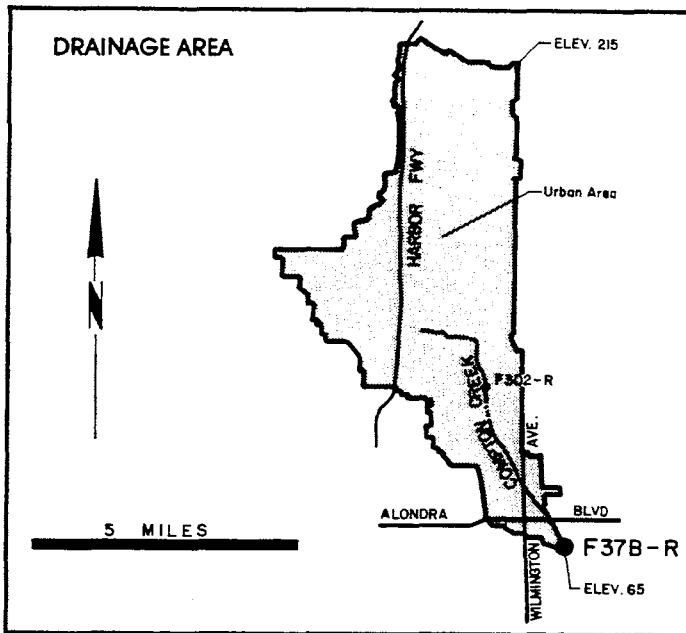 DRAINAGE AREA
ELEV. 215
HARBOR FWY
Urban Area
N
F302-R
COMPTON CREEK
AVE.
5 MILES
ALONDRA
BLVD
F37B-R
WILMINGTON
ELEV. 65